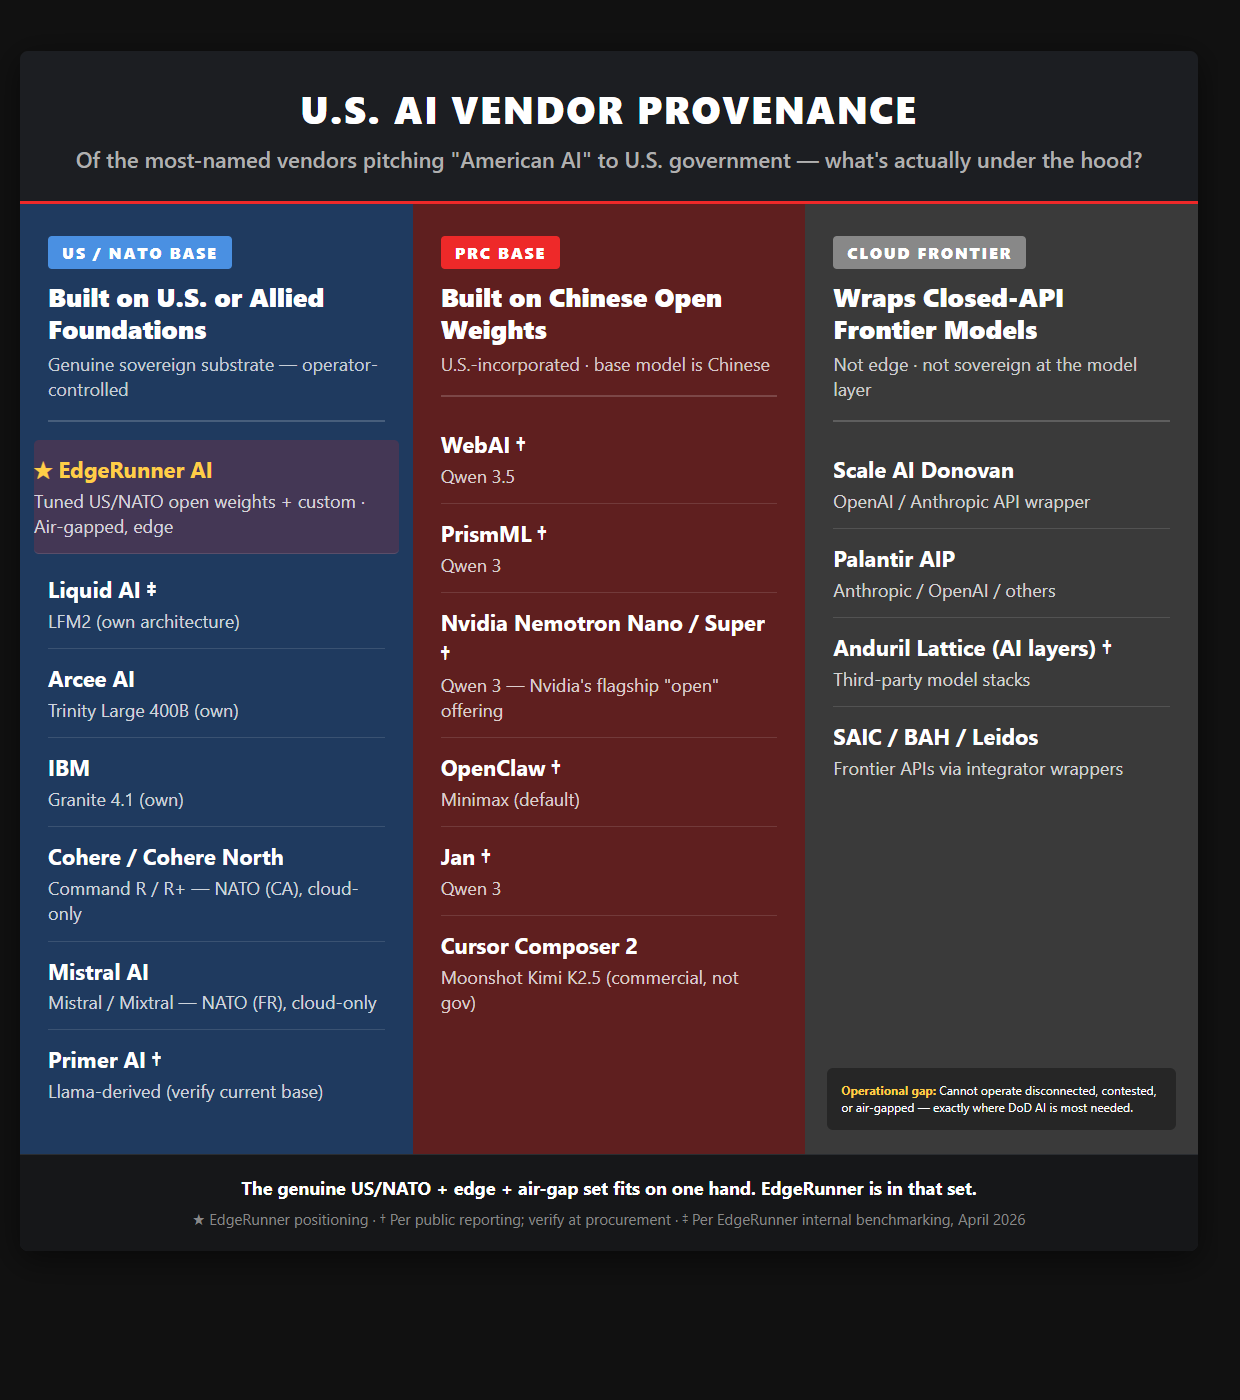 U.S. AI VENDOR PROVENANCE
Of the most-named vendors pitching "American AI" to U.S. government — what's actually under the hood?
US / NATO BASE
Built on U.S. or Allied
Foundations
Genuine sovereign substrate — operator-
controlled
★ EdgeRunner AI
Tuned US/NATO open weights + custom ·
Air-gapped, edge
Liquid AI ‡
LFM2 (own architecture)
Arcee AI
Trinity Large 400B (own)
IBM
Granite 4.1 (own)
Cohere / Cohere North
Command R / R+ — NATO (CA), cloud-
only
Mistral AI
Mistral / Mixtral — NATO (FR), cloud-only
Primer AI †
Llama-derived (verify current base)
PRC BASE
Built on Chinese Open
Weights
U.S.-incorporated · base model is Chinese
WebAI †
Qwen 3.5
PrismML †
Qwen 3
Nvidia Nemotron Nano / Super
†
Qwen 3 — Nvidia's flagship "open"
offering
OpenClaw †
Minimax (default)
Jan †
Qwen 3
Cursor Composer 2
Moonshot Kimi K2.5 (commercial, not
gov)
CLOUD FRONTIER
Wraps Closed-API
Frontier Models
Not edge · not sovereign at the model
layer
Scale AI Donovan
OpenAI / Anthropic API wrapper
Palantir AIP
Anthropic / OpenAI / others
Anduril Lattice (AI layers) †
Third-party model stacks
SAIC / BAH / Leidos
Frontier APIs via integrator wrappers
Operational gap: Cannot operate disconnected, contested,
or air-gapped — exactly where DoD AI is most needed.
The genuine US/NATO + edge + air-gap set fits on one hand. EdgeRunner is in that set.
★ EdgeRunner positioning · † Per public reporting; verify at procurement · ‡ Per EdgeRunner internal benchmarking, April 2026